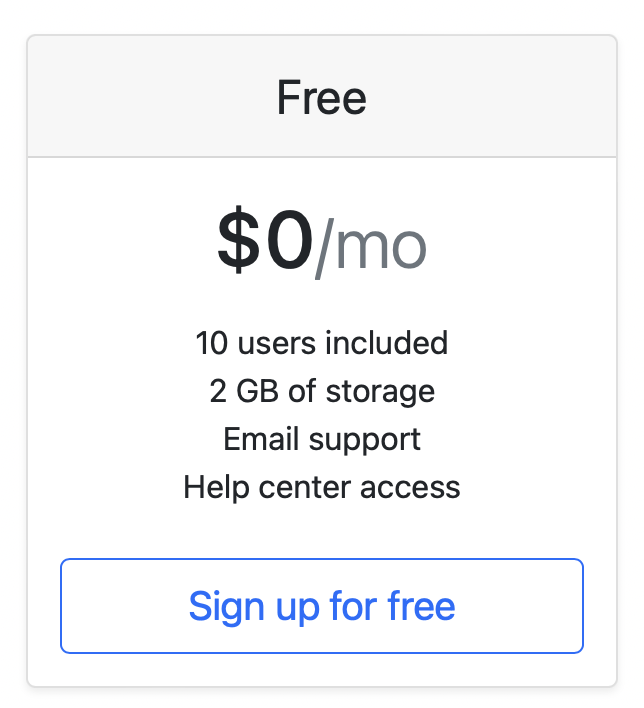 Free
$0/mo
10 users included
2 GB of storage
Email support
Help center access
Sign up for free